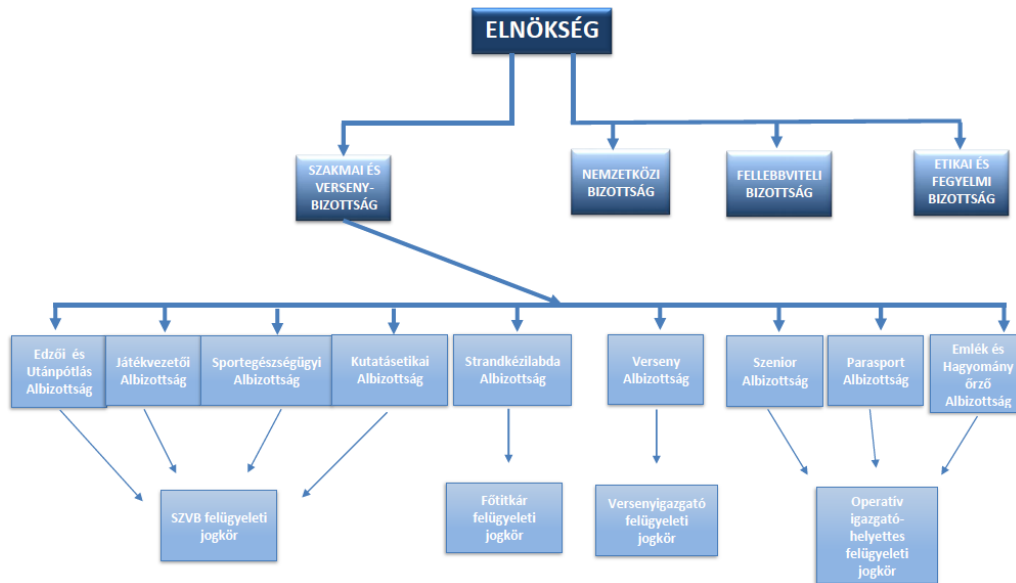 ELNÖKSÉG
SZAKMAI ÉS
VERSENY-
BIZOTTSÁG
NEMZETKÖZI
BIZOTTSÁG
FELLEBBVITELI
BIZOTTSÁG
ETIKAI ÉS
FEGYELMI
BIZOTTSÁG
Edzői és
Utánpótlás
Albizottság
Játékvezetői
Albizottság
Sportegészségügyi
Albizottság
Kutatásetikai
Albizottság
Strandkézilabda
Albizottság
Verseny
Albizottság
Szenior
Albizottság
Parasport
Albizottság
Emlék és
Hagyomány
őrző
Albizottság
SZVB felügyeleti
jogkör
Főtitkár
felügyeleti
jogkör
Versenyigazgató
felügyeleti
jogkör
Operatív
igazgató-
helyettes
felügyeleti
jogkör